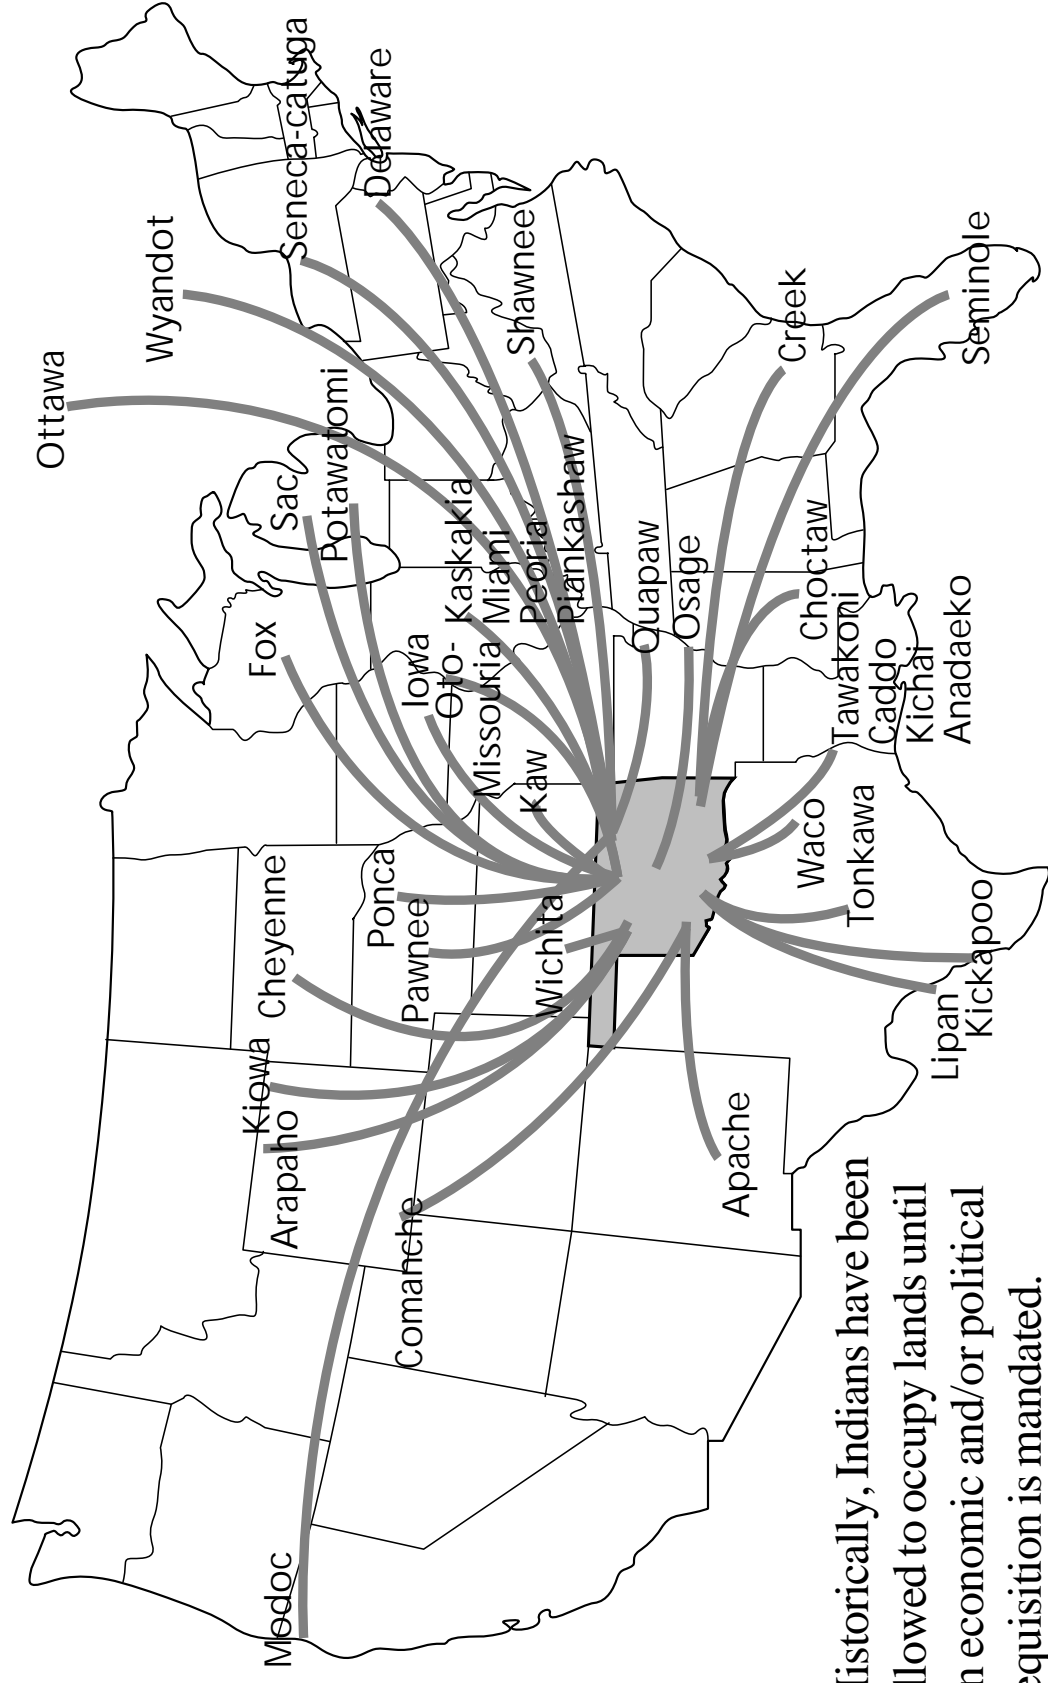 Ottawa
Wyandot
Seneca-catuga
Delaware
Sac
Potawatomi
Fox
Shawnee
Kaskakia
Miami
Peoria
Piankashaw
Iowa
Oto-
Missouria
Kaw
Quapaw
Osage
Creek
Seminole
Choctaw
Tawakoni
Caddo
Kichai
Anadaeko
Waco
Tonkawa
Kickapoo
Lipan
Cheyenne
Ponca
Pawnee
Wichita
Kiowa
Arapaho
Comanche
Apache
Modoc
istorically, Indians have been
llowed to occupy lands until
n economic and/or political
equisition is mandated.